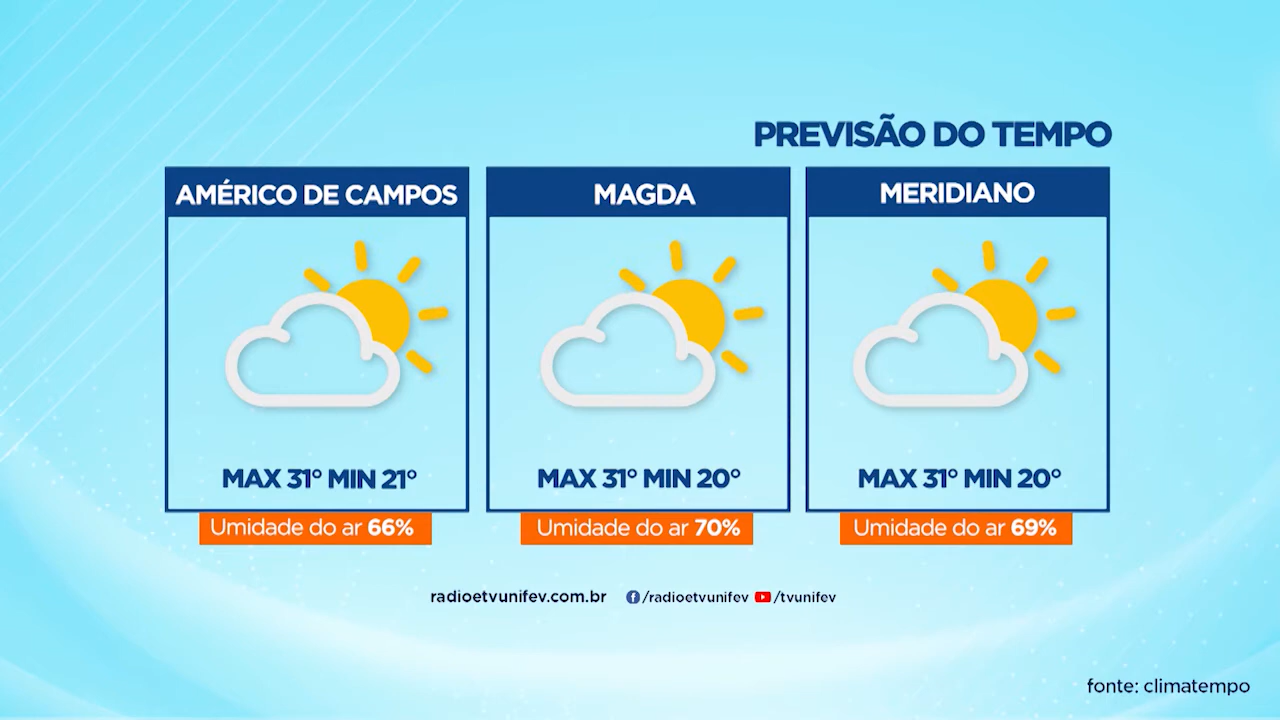 PREVISÃO DO TEMPO
AMÉRICO DE CAMPOS
MAX 31° MIN 21°
Umidade do ar 66%
MAGDA
MAX 31° MIN 20°
Umidade do ar 70%
MERIDIANO
MAX 31° MIN 20°
Umidade do ar 69%
radioetvunifev.com.br /radioetvunifev /tvunifev
fonte: climatempo